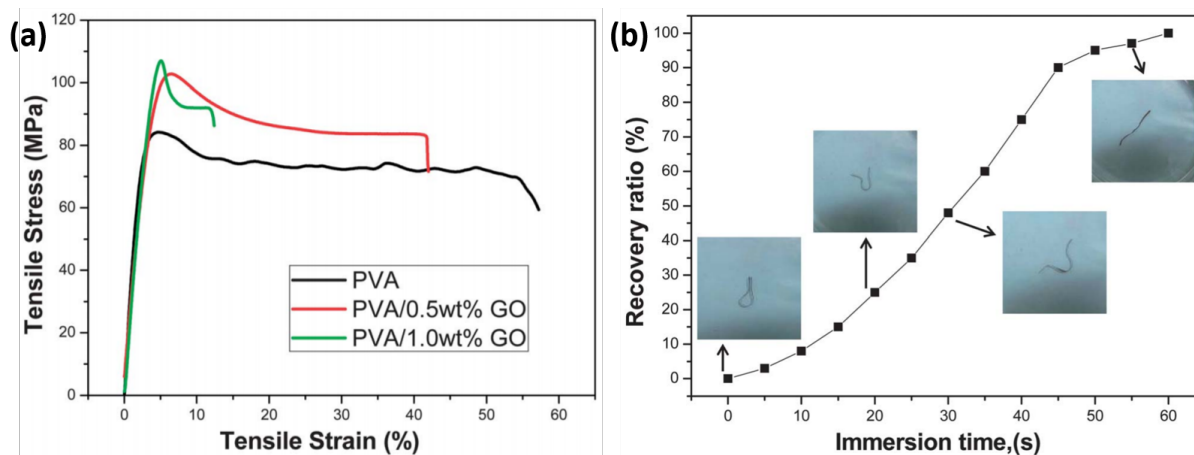 (a)
120
100
80
60
40
20
0
Tensile Stress (MPa)
PVA
PVA/0.5wt% GO
PVA/1.0wt% GO
0 10 20 30 40 50 60
Tensile Strain (%)
(b)
100
90
80
70
60
50
40
30
20
10
0
Recovery ratio (%)
0 10 20 30 40 50 60
Immersion time,(s)